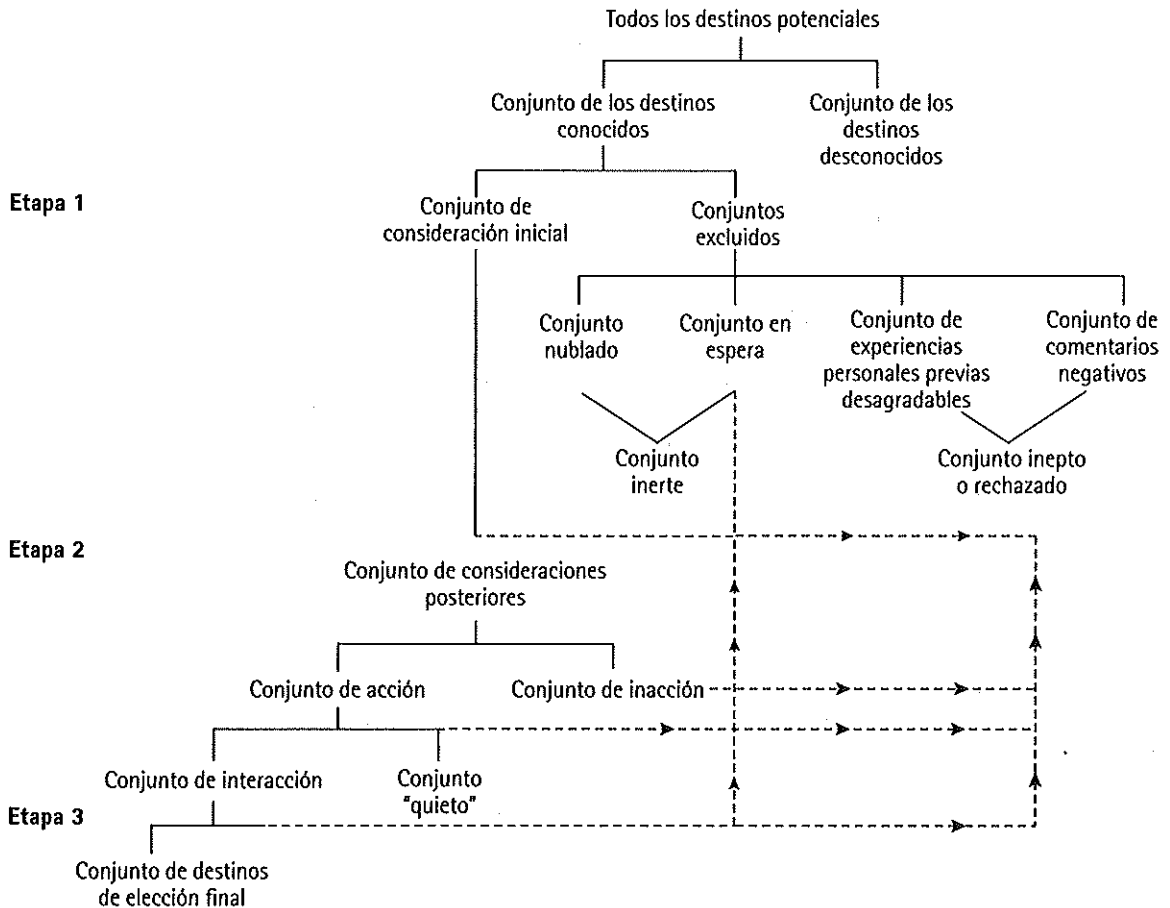 Todos los destinos potenciales
Conjunto de los destinos
conocidos
Conjunto de los
destinos
desconocidos
Etapa 1
Conjunto de
consideración inicial
Conjuntos
excluidos
Conjunto
nublado
Conjunto en
espera
Conjunto de
experiencias
personales previas
desagradables
Conjunto de
comentarios
negativos
Conjunto
inerte
Conjunto inepto
o rechazado
Etapa 2
Conjunto de consideraciones
posteriores
Conjunto de acción
Conjunto de inacción
Conjunto de interacción
Conjunto
"quieto"
Etapa 3
Conjunto de destinos
de elección final